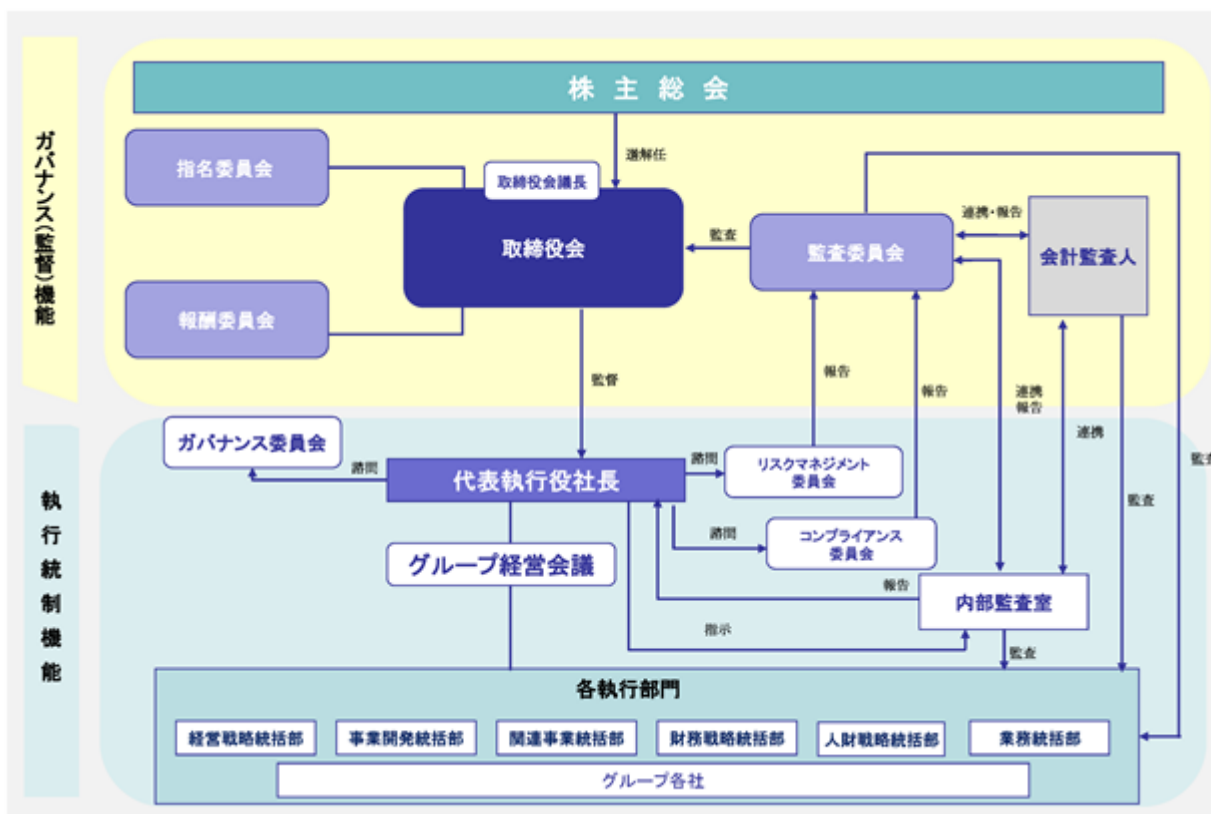 株主総会
ガバナンス(監督)機能
選解任
指名委員会
取締役会議長
取締役会
監査
監査委員会
連携・報告
会計監査人
報酬委員会
監督
報告
報告
連携
報告
連携
監査
監査
執行統制機能
ガバナンス委員会
諮問
代表執行役社長
諮問
リスクマネジメント
委員会
諮問
コンプライアンス
委員会
グループ経営会議
報告
内部監査室
指示
監査
各執行部門
経営戦略統括部
事業開発統括部
関連事業統括部
財務戦略統括部
人財戦略統括部
業務統括部
グループ各社